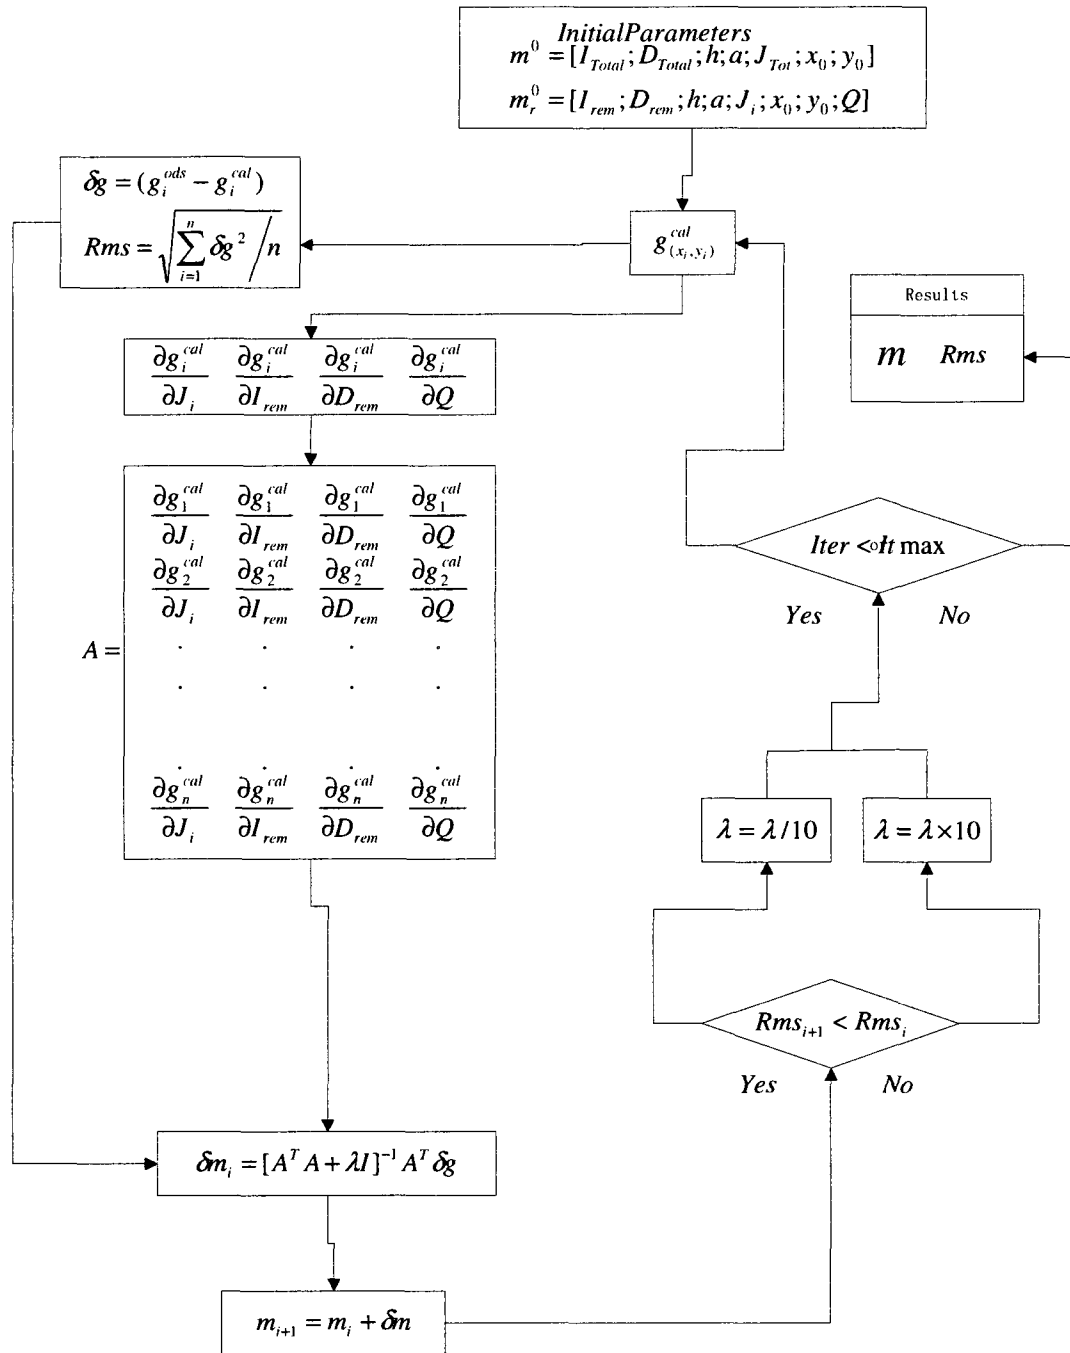 InitialParameters
m^0 = [I_Total; D_Total; h; a; J_Tot; x_0; y_0]
m_r^0 = [I_rem; D_rem; h; a; J_i; x_0; y_0; Q]
δg = (g_i^ods − g_i^cal)
Rms = √(∑_{i=1}^n δg^2 / n)
g^cal_(x_i, y_i)
Results
m Rms
∂g_i^cal/∂J_i ∂g_i^cal/∂I_rem ∂g_i^cal/∂D_rem ∂g_i^cal/∂Q
A =
∂g_1^cal/∂J_i ∂g_1^cal/∂I_rem ∂g_1^cal/∂D_rem ∂g_1^cal/∂Q
∂g_2^cal/∂J_i ∂g_2^cal/∂I_rem ∂g_2^cal/∂D_rem ∂g_2^cal/∂Q
. . . .
. . . .
. . . .
∂g_n^cal/∂J_i ∂g_n^cal/∂I_rem ∂g_n^cal/∂D_rem ∂g_n^cal/∂Q
Iter < It max
Yes No
λ = λ/10
λ = λ×10
Rms_{i+1} < Rms_i
Yes No
δm_i = [A^T A + λI]^{-1} A^T δg
m_{i+1} = m_i + δm